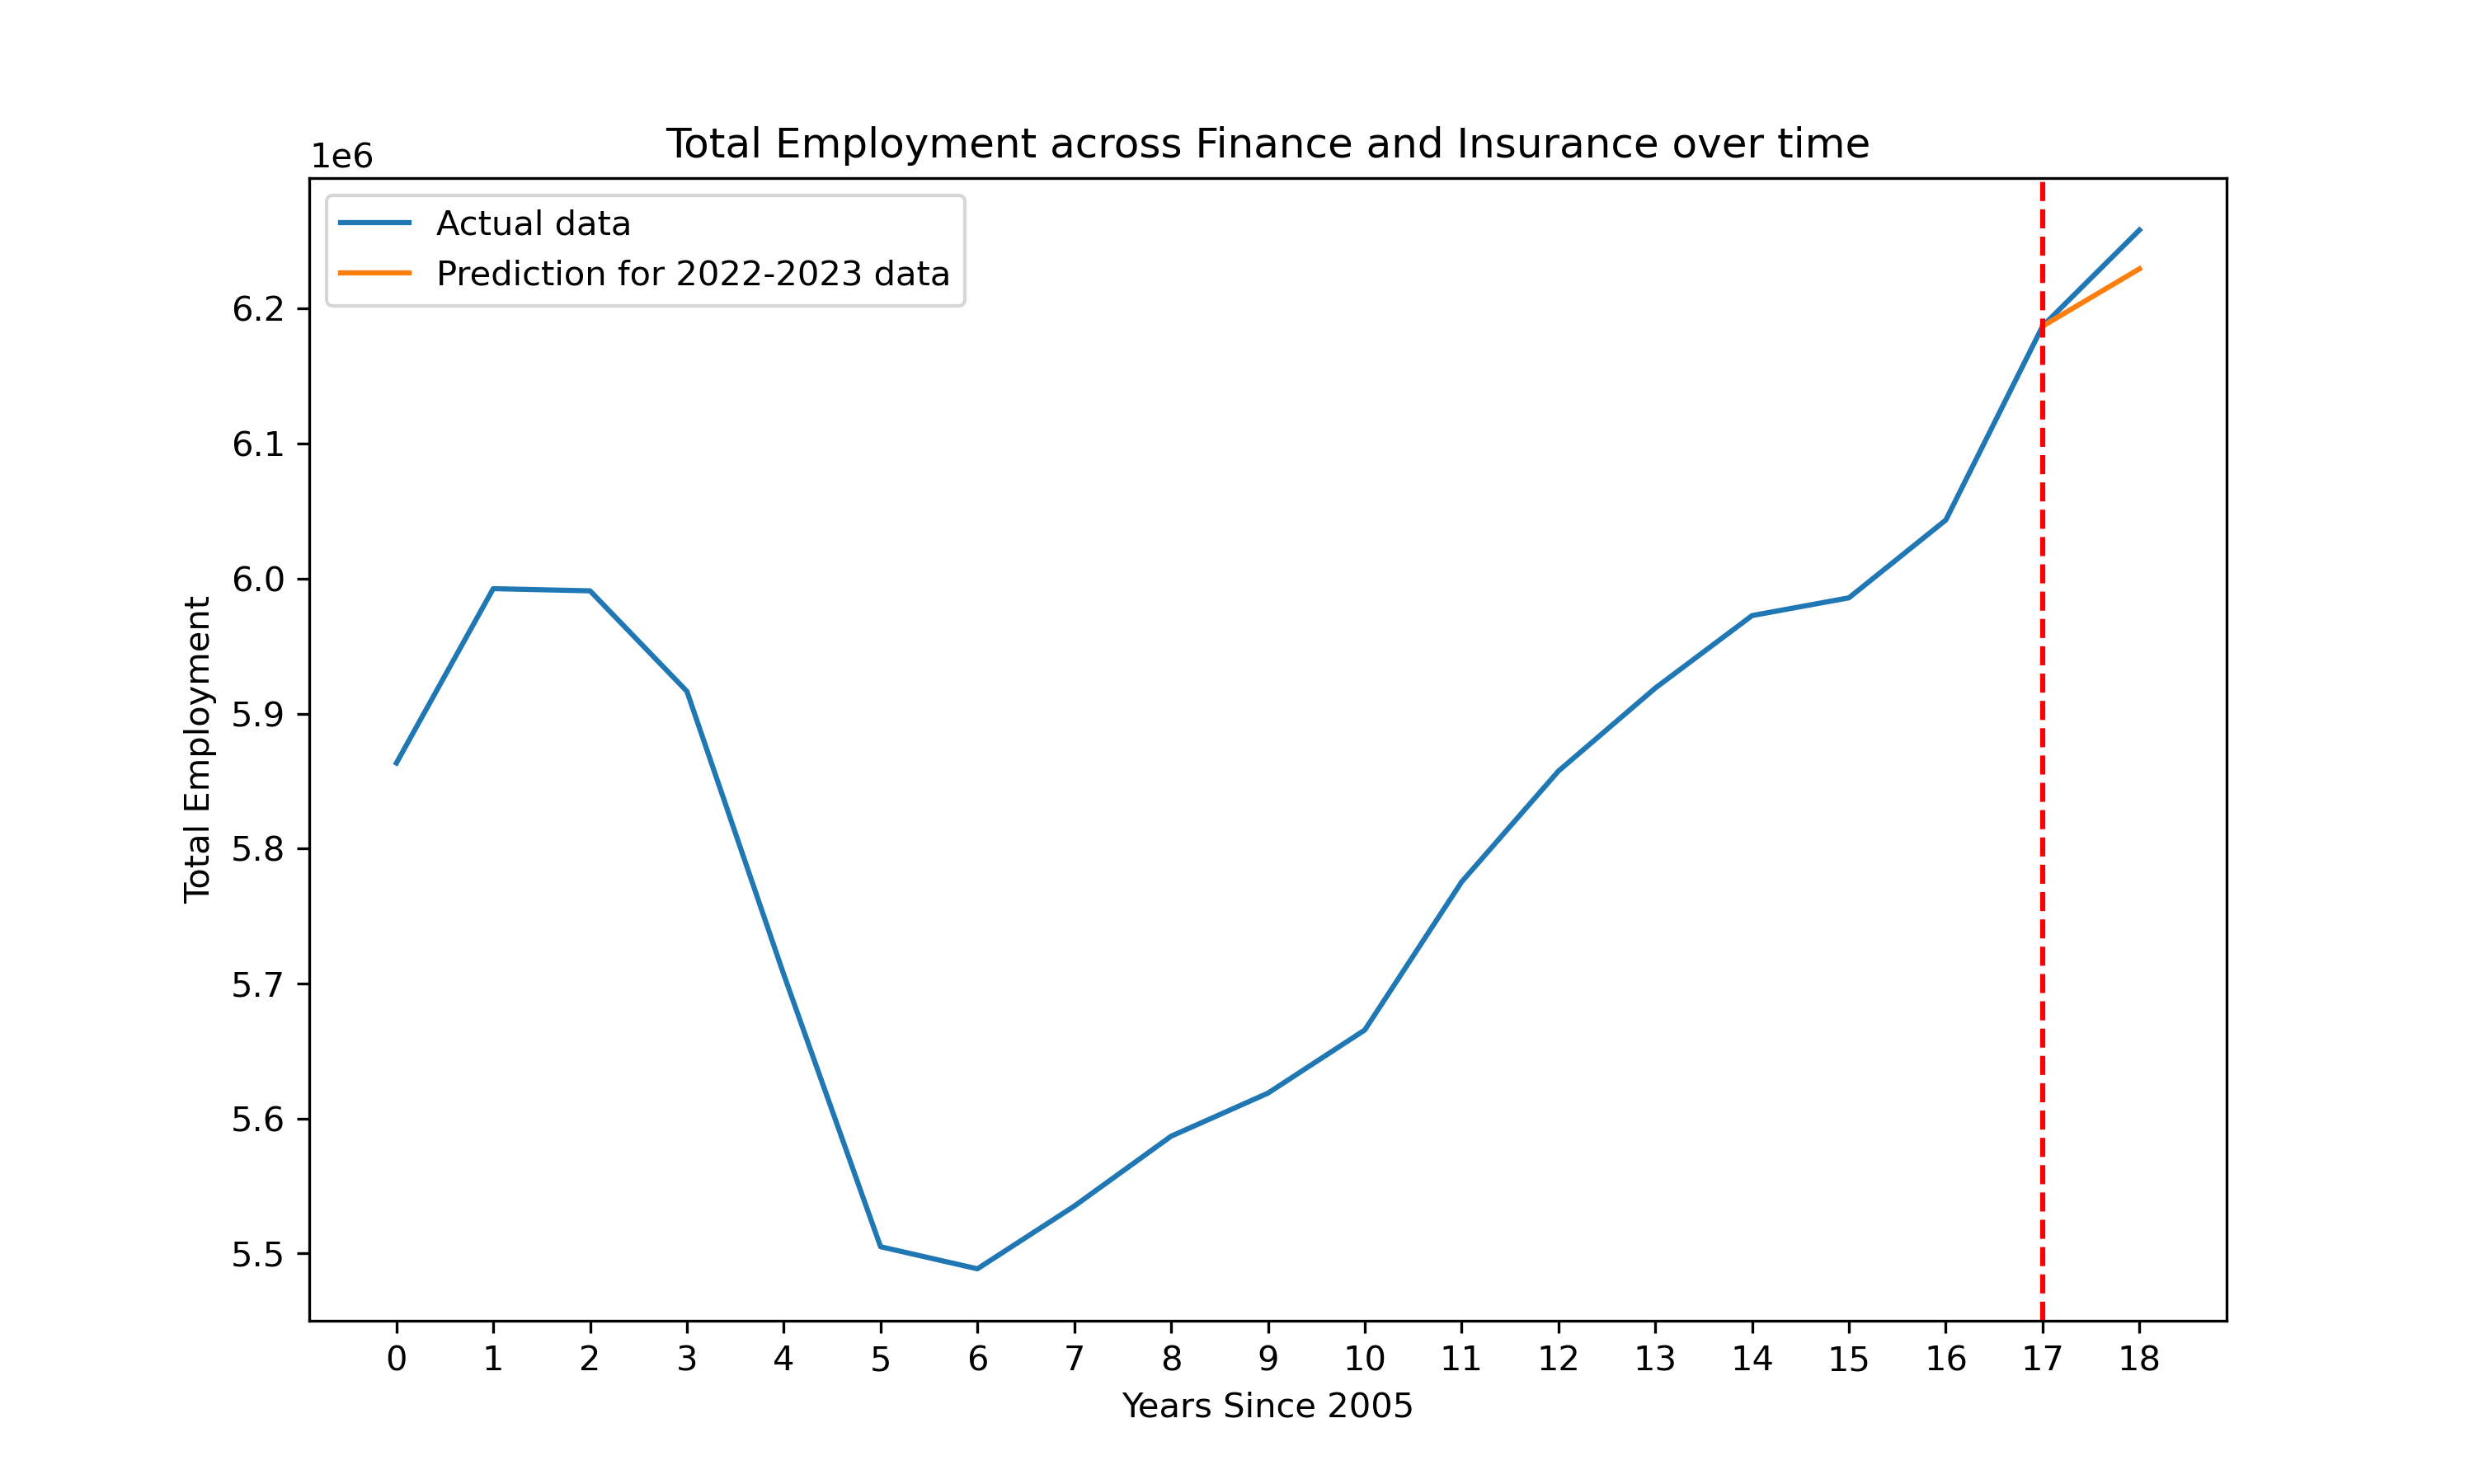 Total Employment across Finance and Insurance over time
1e6
Actual data
Prediction for 2022-2023 data
6.2
6.1
6.0
5.9
5.8
5.7
5.6
5.5
Total Employment
0 1 2 3 4 5 6 7 8 9 10 11 12 13 14 15 16 17 18
Years Since 2005